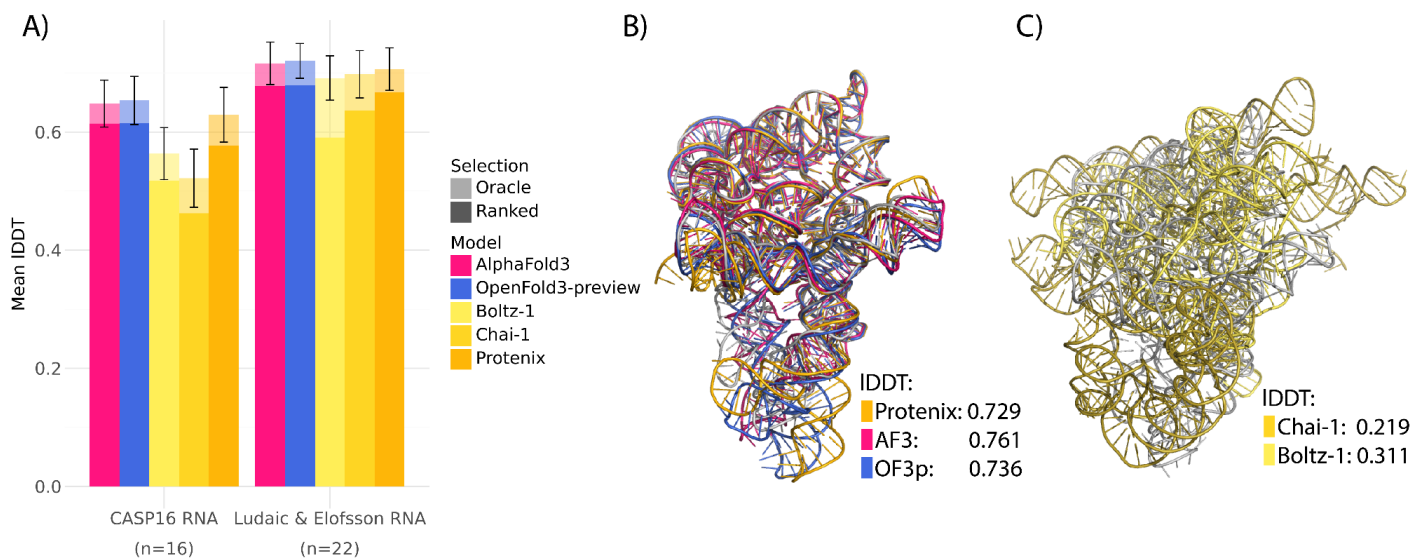 A)
Mean lDDT
0.6
0.4
0.2
0.0
CASP16 RNA
(n=16)
Ludaic & Elofsson RNA
(n=22)
Selection
Oracle
Ranked
Model
AlphaFold3
OpenFold3-preview
Boltz-1
Chai-1
Protenix
B)
lDDT:
Protenix: 0.729
AF3: 0.761
OF3p: 0.736
C)
lDDT:
Chai-1: 0.219
Boltz-1: 0.311